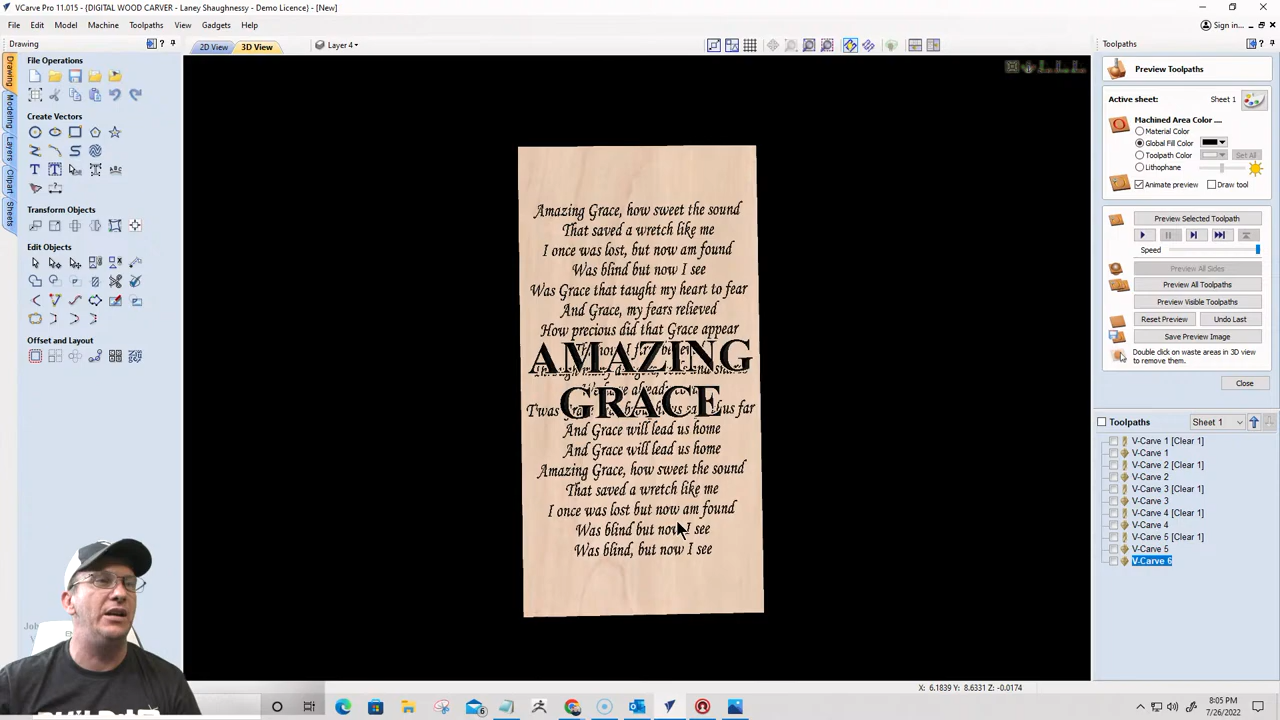 VCarve Pro 11.015 - (DIGITAL WOOD CARVER - Laney Shaughnessy - Demo Licence) - [New]
Sign in...
File Edit Model Machine Toolpaths View Gadgets Help
Drawing
2D View 3D View Layer 4
Toolpaths
File Operations
Create Vectors
Transform Objects
Edit Objects
Offset and Layout
Drawing
Modeling
Layers
Clipart
Sheets
Amazing Grace, how sweet the sound
That saved a wretch like me
I once was lost, but now am found
Was blind but now I see
Was Grace that taught my heart to fear
And Grace, my fears relieved
How precious did that Grace appear
AMAZING
GRACE
Twas thus far
And Grace will lead us home
And Grace will lead us home
Amazing Grace, how sweet the sound
That saved a wretch like me
I once was lost but now am found
Was blind but now I see
Was blind, but now I see
Preview Toolpaths
Active sheet: Sheet 1
Machined Area Color ....
Material Color
Global Fill Color
Toolpath Color Set All
Lithophane
Animate preview Draw tool
Preview Selected Toolpath
Speed
Preview All Sides
Preview All Toolpaths
Preview Visible Toolpaths
Reset Preview Undo Last
Save Preview Image
Double click on waste areas in 3D view
to remove them.
Close
Toolpaths Sheet 1
V-Carve 1 [Clear 1]
V-Carve 1
V-Carve 2 [Clear 1]
V-Carve 2
V-Carve 3 [Clear 1]
V-Carve 3
V-Carve 4 [Clear 1]
V-Carve 4
V-Carve 5 [Clear 1]
V-Carve 5
V-Carve 6
X: 6.1839 Y: 8.6331 Z: -0.0174
8:05 PM
7/26/2022